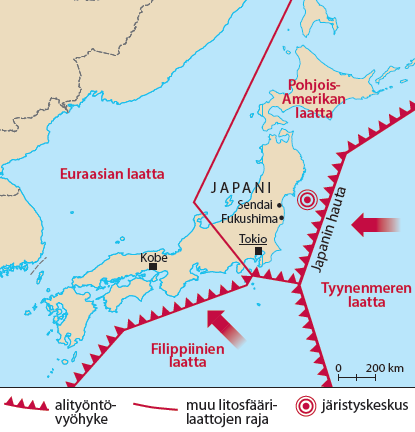 Pohjois-
Amerikan
laatta
Euraasian laatta
JAPANI
Sendai
Fukushima
Tokio
Kobe
Japanin hauta
Tyynenmeren
laatta
Filippiinien
laatta
0 200 km
alityöntö-
vyöhyke
muu litosfääri-
laattojen raja
järistyskeskus